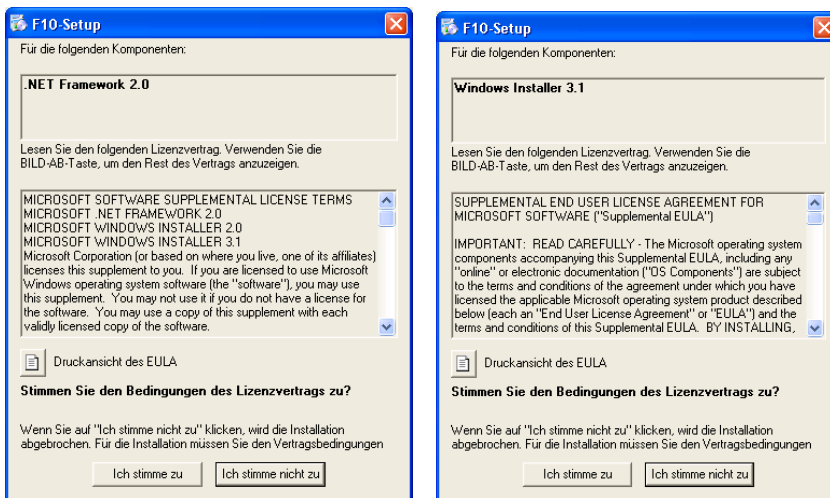 F10-Setup
Für die folgenden Komponenten:
.NET Framework 2.0
Lesen Sie den folgenden Lizenzvertrag. Verwenden Sie die
BILD-AB-Taste, um den Rest des Vertrags anzuzeigen.
MICROSOFT SOFTWARE SUPPLEMENTAL LICENSE TERMS
MICROSOFT .NET FRAMEWORK 2.0
MICROSOFT WINDOWS INSTALLER 2.0
MICROSOFT WINDOWS INSTALLER 3.1
Microsoft Corporation (or based on where you live, one of its affiliates)
licenses this supplement to you.  If you are licensed to use Microsoft
Windows operating system software (the "software"), you may use
this supplement.  You may not use it if you do not have a license for
the software.  You may use a copy of this supplement with each
validly licensed copy of the software.
Druckansicht des EULA
Stimmen Sie den Bedingungen des Lizenzvertrags zu?
Wenn Sie auf "Ich stimme nicht zu" klicken, wird die Installation
abgebrochen. Für die Installation müssen Sie den Vertragsbedingungen
Ich stimme zu
Ich stimme nicht zu
F10-Setup
Für die folgenden Komponenten:
Windows Installer 3.1
Lesen Sie den folgenden Lizenzvertrag. Verwenden Sie die
BILD-AB-Taste, um den Rest des Vertrags anzuzeigen.
SUPPLEMENTAL END USER LICENSE AGREEMENT FOR
MICROSOFT SOFTWARE ("Supplemental EULA")
IMPORTANT:  READ CAREFULLY - The Microsoft operating system
components accompanying this Supplemental EULA, including any
"online" or electronic documentation ("OS Components") are subject
to the terms and conditions of the agreement under which you have
licensed the applicable Microsoft operating system product described
below (each an "End User License Agreement" or "EULA") and the
terms and conditions of this Supplemental EULA.  BY INSTALLING,
Druckansicht des EULA
Stimmen Sie den Bedingungen des Lizenzvertrags zu?
Wenn Sie auf "Ich stimme nicht zu" klicken, wird die Installation
abgebrochen. Für die Installation müssen Sie den Vertragsbedingungen
Ich stimme zu
Ich stimme nicht zu